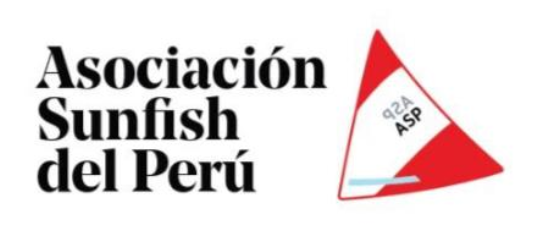 Asociación
Sunfish
del Perú
ASP
ASP